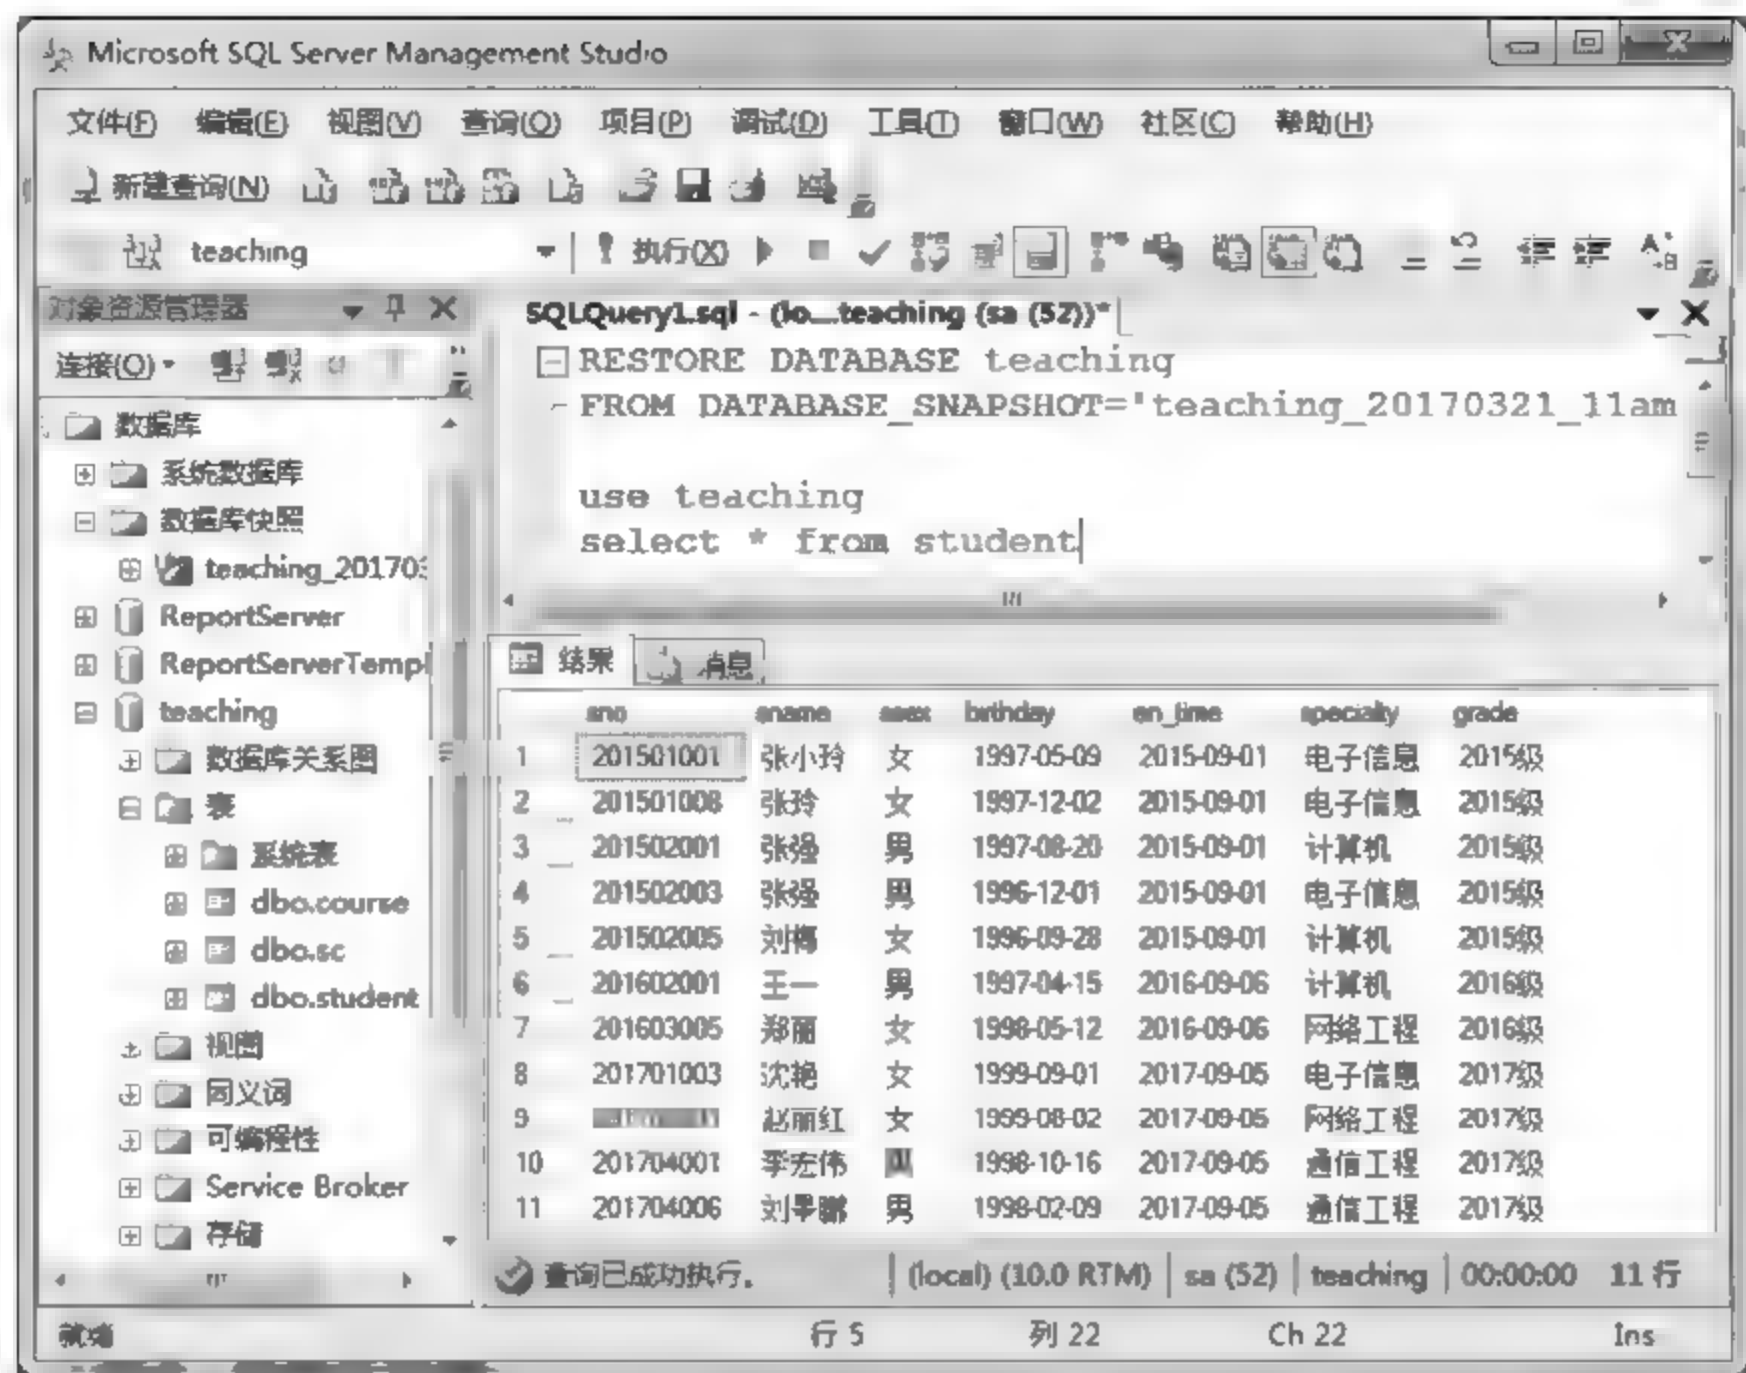 Microsoft SQL Server Management Studio
文件(F) 编辑(E) 视图(V) 查询(Q) 项目(P) 调试(D) 工具(T) 窗口(W) 社区(C) 帮助(H)
新建查询(N)
teaching 执行(X)
对象资源管理器
连接(O)
数据库
系统数据库
数据库快照
teaching_20170
ReportServer
ReportServerTemp
teaching
数据库关系图
表
系统表
dbo.course
dbo.sc
dbo.student
视图
同义词
可编程性
Service Broker
存储
SQLQuery1.sql - (lo...teaching (sa (52))*
RESTORE DATABASE teaching
FROM DATABASE_SNAPSHOT='teaching_20170321_11am
use teaching
select * from student
结果 消息
sno sname ssex birthday en_time specialty grade
1 201501001 张小玲 女 1997-05-09 2015-09-01 电子信息 2015级
2 201501008 张玲 女 1997-12-02 2015-09-01 电子信息 2015级
3 201502001 张强 男 1997-08-20 2015-09-01 计算机 2015级
4 201502003 张强 男 1996-12-01 2015-09-01 电子信息 2015级
5 201502005 刘梅 女 1996-09-28 2015-09-01 计算机 2015级
6 201602001 王一 男 1997-04-15 2016-09-06 计算机 2016级
7 201603005 郑丽 女 1998-05-12 2016-09-06 网络工程 2016级
8 201701003 沈艳 女 1999-09-01 2017-09-05 电子信息 2017级
9 赵丽红 女 1999-08-02 2017-09-05 网络工程 2017级
10 201704001 李宏伟 1998-10-16 2017-09-05 通信工程 2017级
11 201704006 男 1998-02-09 2017-09-05 通信工程 2017级
查询已成功执行。 (local) (10.0 RTM) sa (52) teaching 00:00:00 11 行
就绪 行 5 列 22 Ch 22 Ins